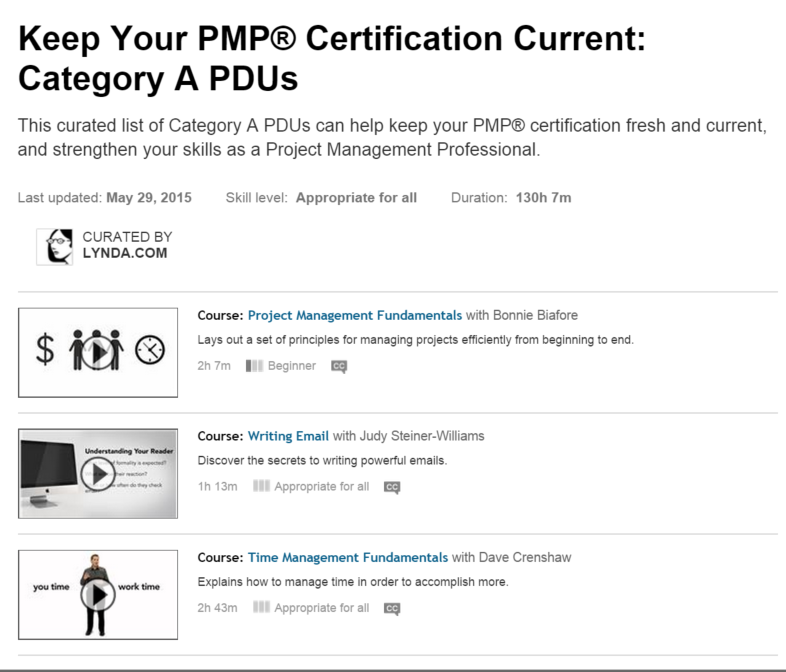 Keep Your PMP® Certification Current:
Category A PDUs
This curated list of Category A PDUs can help keep your PMP® certification fresh and current,
and strengthen your skills as a Project Management Professional.
Last updated: May 29, 2015 Skill level: Appropriate for all Duration: 130h 7m
CURATED BY
LYNDA.COM
$
Course: Project Management Fundamentals with Bonnie Biafore
Lays out a set of principles for managing projects efficiently from beginning to end.
2h 7m Beginner CC
Understanding Your Reader
of formality is expected?
their reaction?
often do they check
Course: Writing Email with Judy Steiner-Williams
Discover the secrets to writing powerful emails.
1h 13m Appropriate for all CC
you time work time
Course: Time Management Fundamentals with Dave Crenshaw
Explains how to manage time in order to accomplish more.
2h 43m Appropriate for all CC